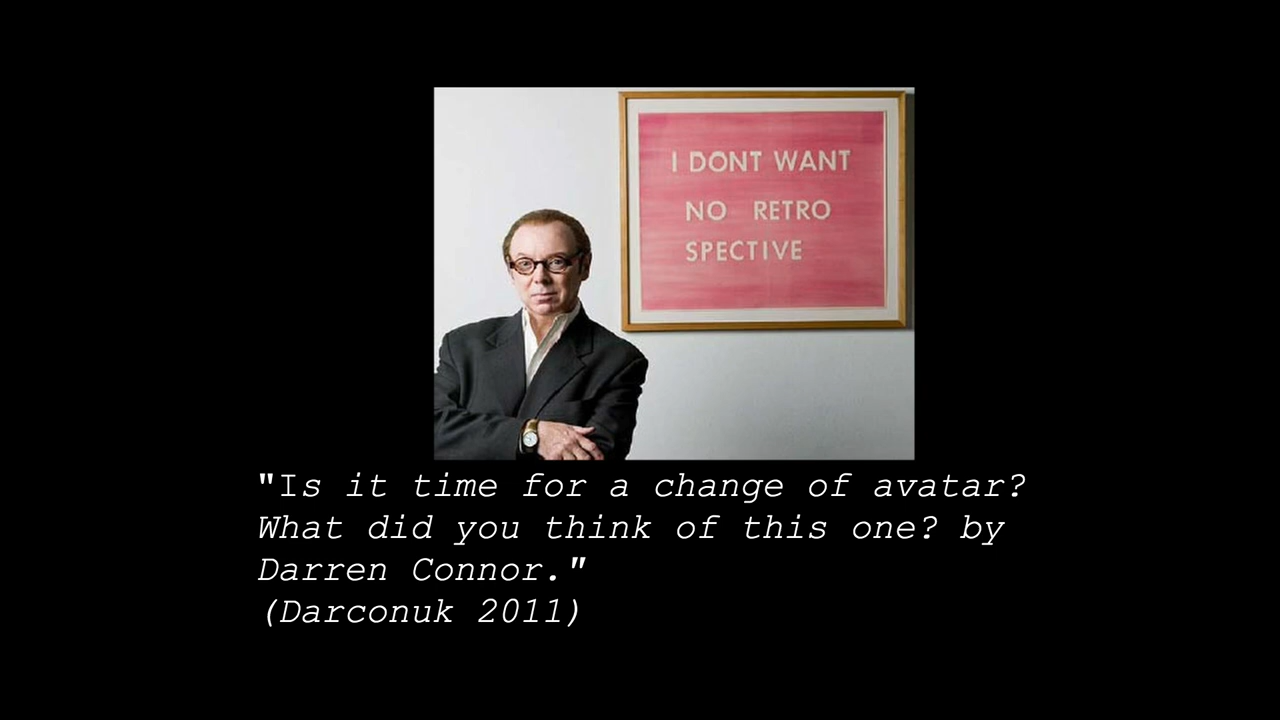 I DONT WANT
NO RETRO
SPECTIVE
"Is it time for a change of avatar?
What did you think of this one? by
Darren Connor."
(Darconuk 2011)